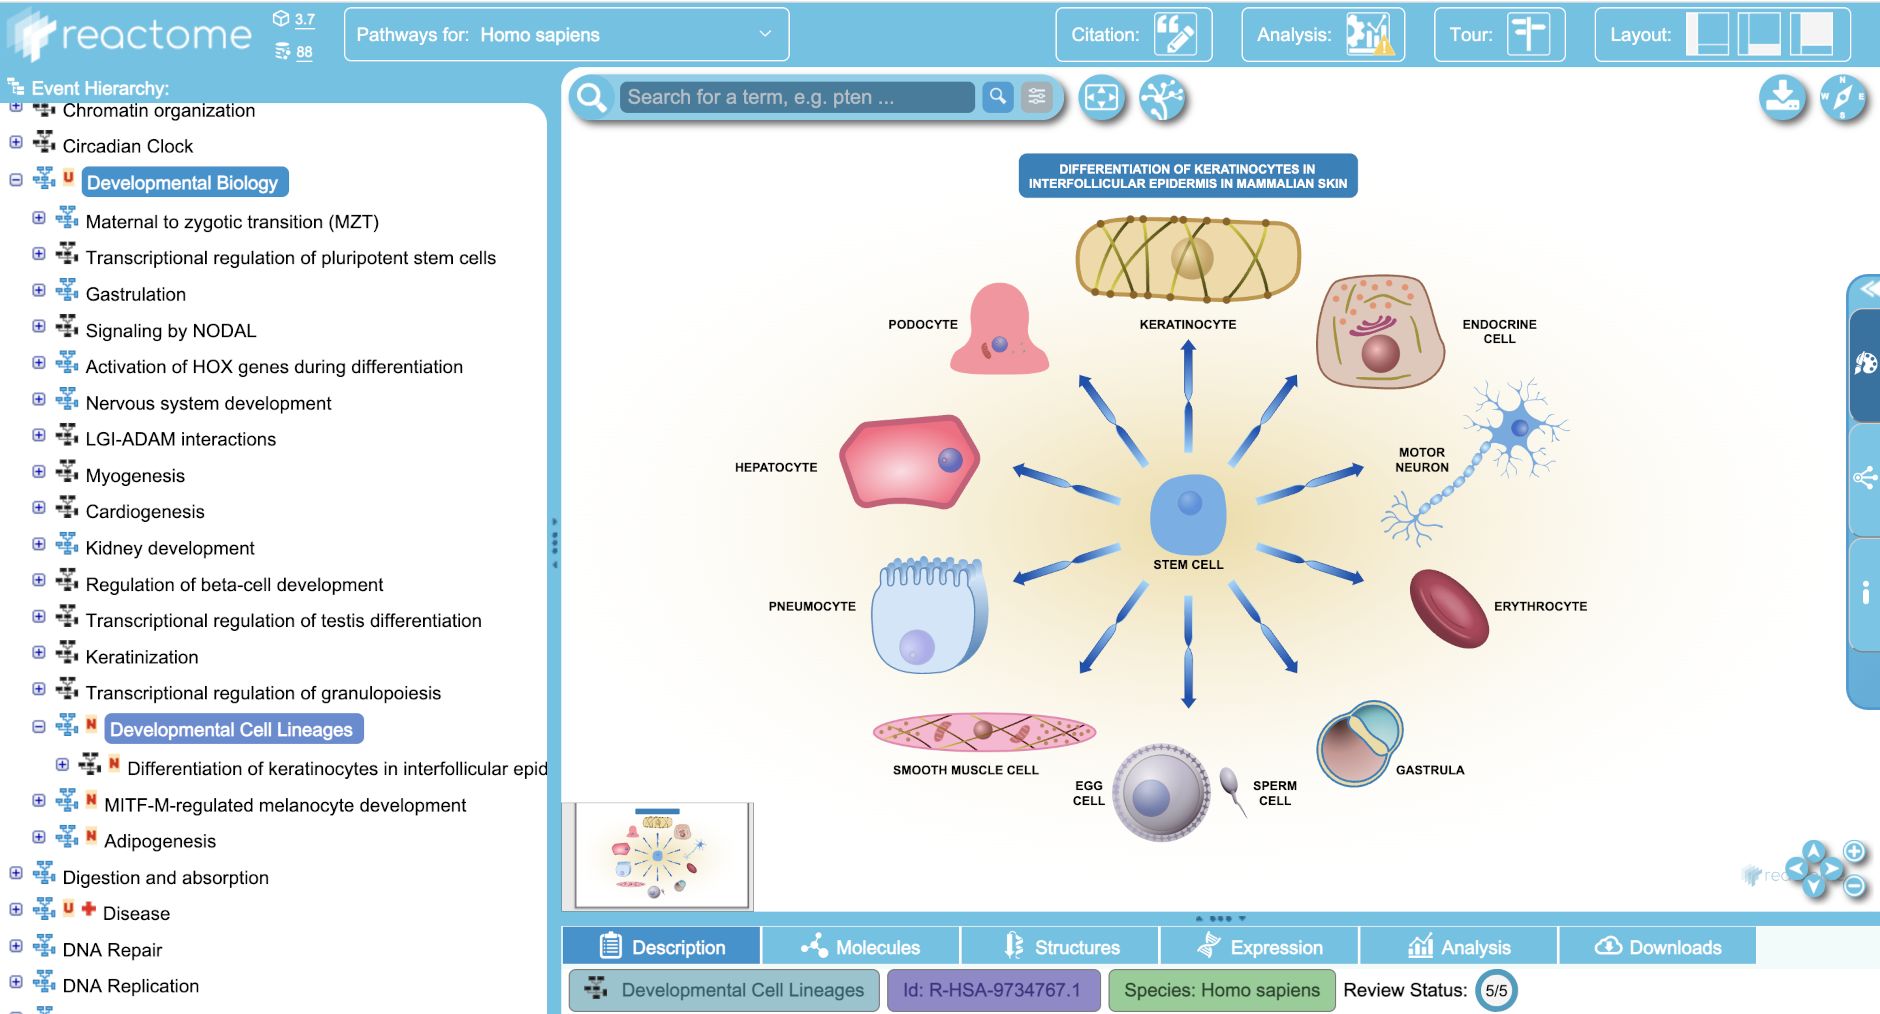 reactome
3.7
88
Pathways for: Homo sapiens
Citation:
Analysis:
Tour:
Layout:
Event Hierarchy:
Chromatin organization
Circadian Clock
U Developmental Biology
Maternal to zygotic transition (MZT)
Transcriptional regulation of pluripotent stem cells
Gastrulation
Signaling by NODAL
Activation of HOX genes during differentiation
Nervous system development
LGI-ADAM interactions
Myogenesis
Cardiogenesis
Kidney development
Regulation of beta-cell development
Transcriptional regulation of testis differentiation
Keratinization
Transcriptional regulation of granulopoiesis
N Developmental Cell Lineages
N Differentiation of keratinocytes in interfollicular epid
N MITF-M-regulated melanocyte development
N Adipogenesis
Digestion and absorption
U Disease
DNA Repair
DNA Replication
Search for a term, e.g. pten ...
N
W E
S
DIFFERENTIATION OF KERATINOCYTES IN
INTERFOLLICULAR EPIDERMIS IN MAMMALIAN SKIN
PODOCYTE
KERATINOCYTE
ENDOCRINE
CELL
HEPATOCYTE
MOTOR
NEURON
STEM CELL
PNEUMOCYTE
ERYTHROCYTE
SMOOTH MUSCLE CELL
EGG
CELL
SPERM
CELL
GASTRULA
Description
Molecules
Structures
Expression
Analysis
Downloads
Developmental Cell Lineages
Id: R-HSA-9734767.1
Species: Homo sapiens
Review Status:
5/5